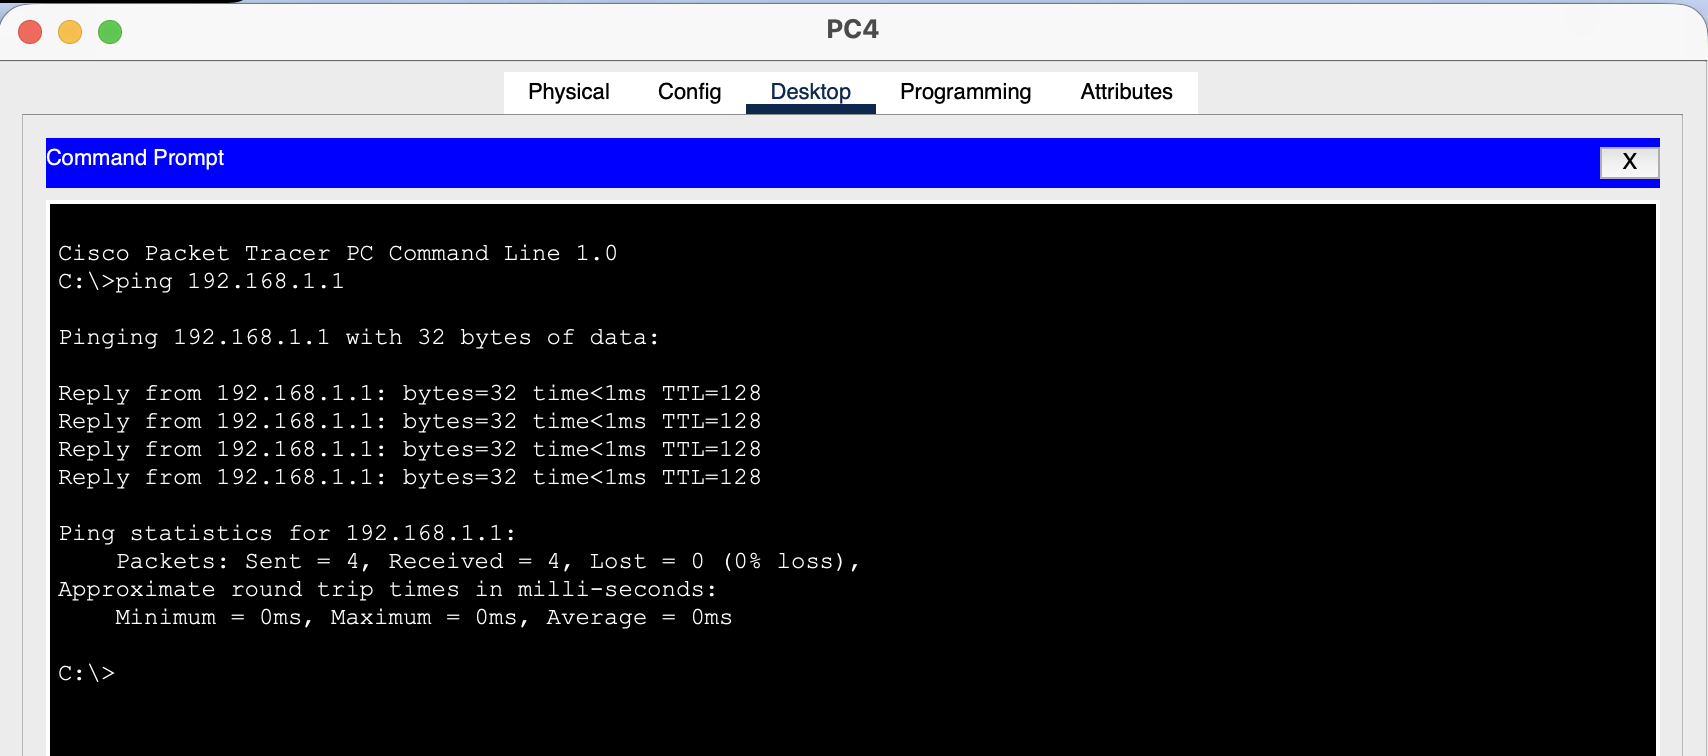 PC4
Physical Config Desktop Programming Attributes
Command Prompt X
Cisco Packet Tracer PC Command Line 1.0
C:\>ping 192.168.1.1
Pinging 192.168.1.1 with 32 bytes of data:
Reply from 192.168.1.1: bytes=32 time<1ms TTL=128
Reply from 192.168.1.1: bytes=32 time<1ms TTL=128
Reply from 192.168.1.1: bytes=32 time<1ms TTL=128
Reply from 192.168.1.1: bytes=32 time<1ms TTL=128
Ping statistics for 192.168.1.1:
    Packets: Sent = 4, Received = 4, Lost = 0 (0% loss),
Approximate round trip times in milli-seconds:
    Minimum = 0ms, Maximum = 0ms, Average = 0ms
C:\>